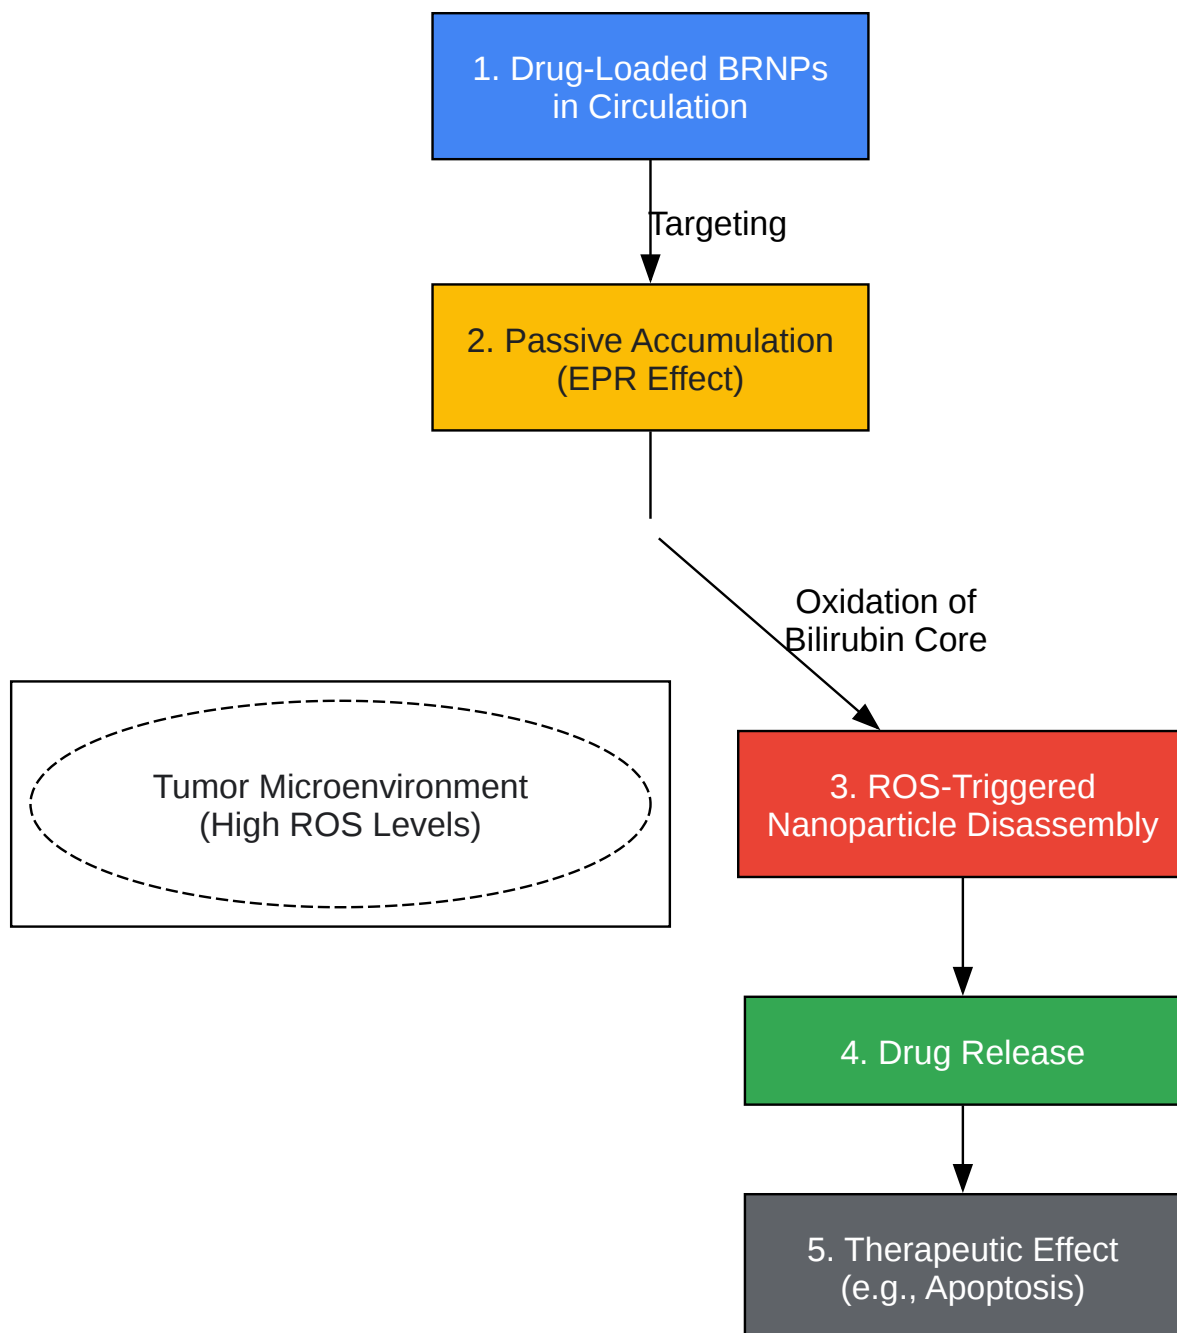 1. Drug-Loaded BRNPs
in Circulation
Targeting
2. Passive Accumulation
(EPR Effect)
Oxidation of
Bilirubin Core
Tumor Microenvironment
(High ROS Levels)
3. ROS-Triggered
Nanoparticle Disassembly
4. Drug Release
5. Therapeutic Effect
(e.g., Apoptosis)